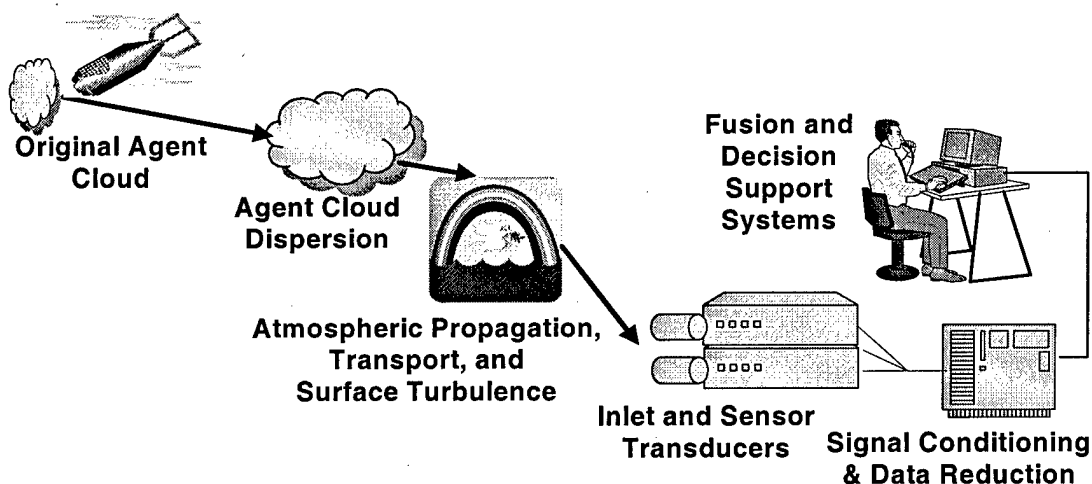 Original Agent
Cloud
Agent Cloud
Dispersion
Atmospheric Propagation,
Transport, and
Surface Turbulence
Inlet and Sensor
Transducers
Signal Conditioning
& Data Reduction
Fusion and
Decision
Support
Systems